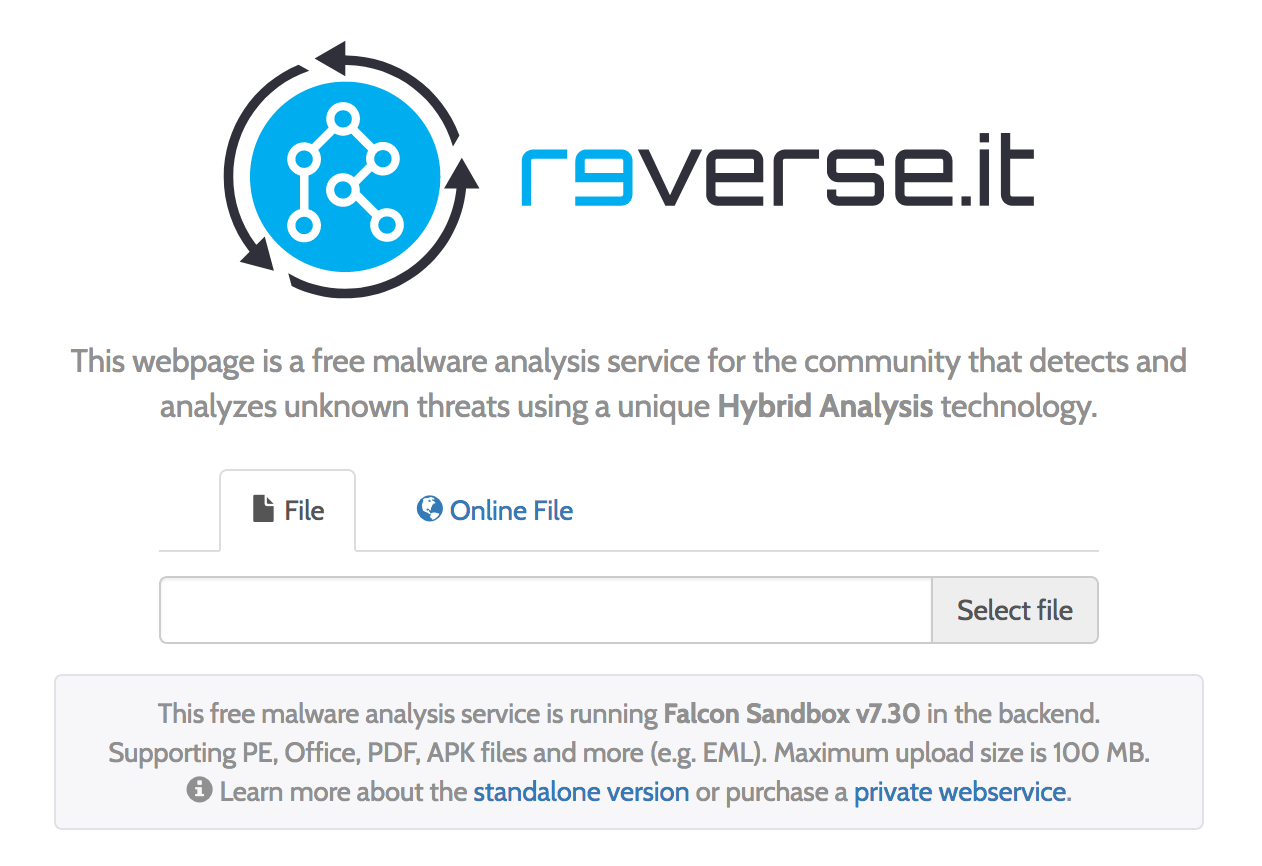 reverse.it
This webpage is a free malware analysis service for the community that detects and
analyzes unknown threats using a unique Hybrid Analysis technology.
File
Online File
Select file
This free malware analysis service is running Falcon Sandbox v7.30 in the backend.
Supporting PE, Office, PDF, APK files and more (e.g. EML). Maximum upload size is 100 MB.
Learn more about the standalone version or purchase a private webservice.